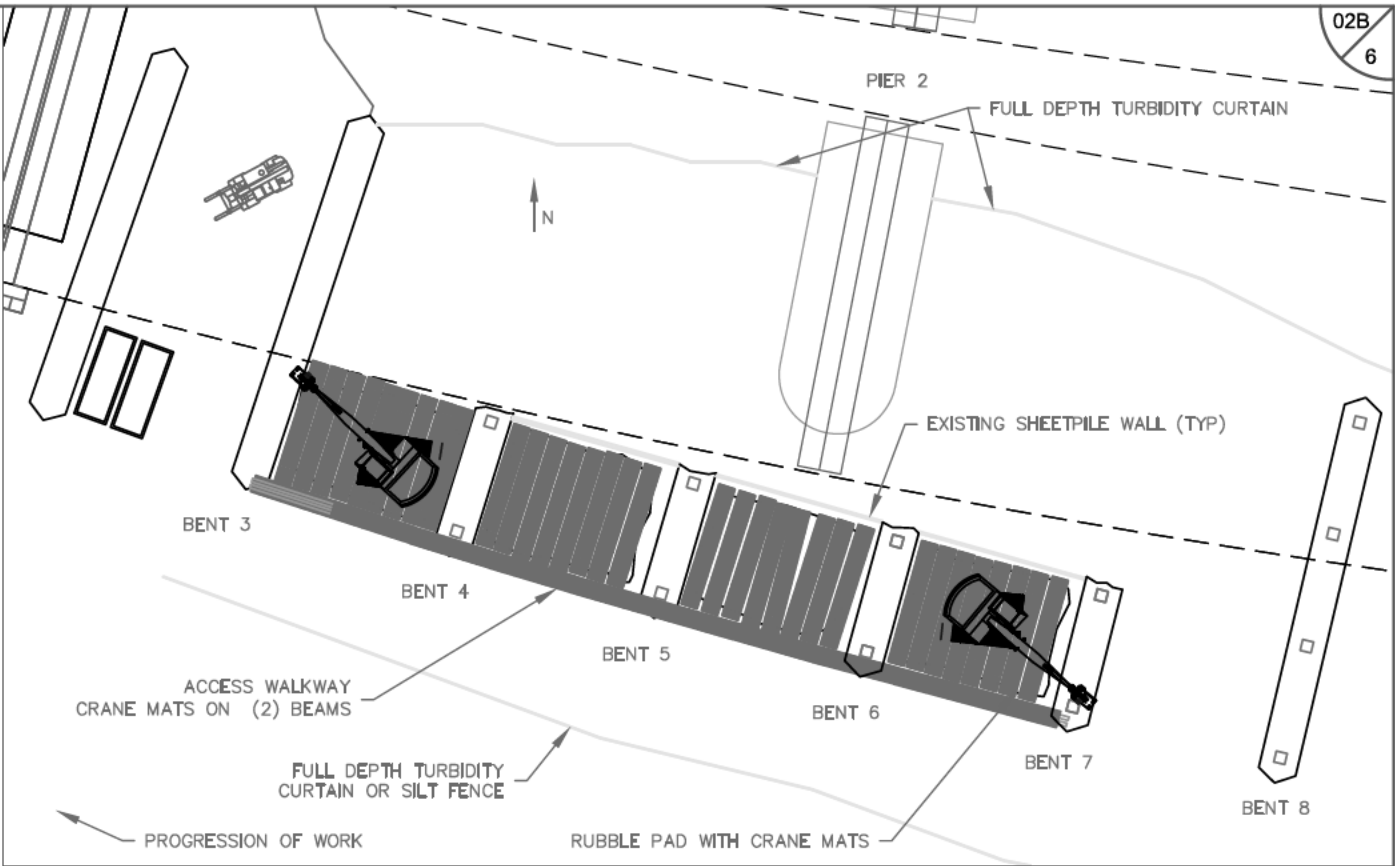 02B
6
PIER 2
FULL DEPTH TURBIDITY CURTAIN
N
EXISTING SHEETPILE WALL (TYP)
BENT 3
BENT 4
BENT 5
ACCESS WALKWAY
CRANE MATS ON (2) BEAMS
BENT 6
FULL DEPTH TURBIDITY
CURTAIN OR SILT FENCE
BENT 7
BENT 8
PROGRESSION OF WORK
RUBBLE PAD WITH CRANE MATS